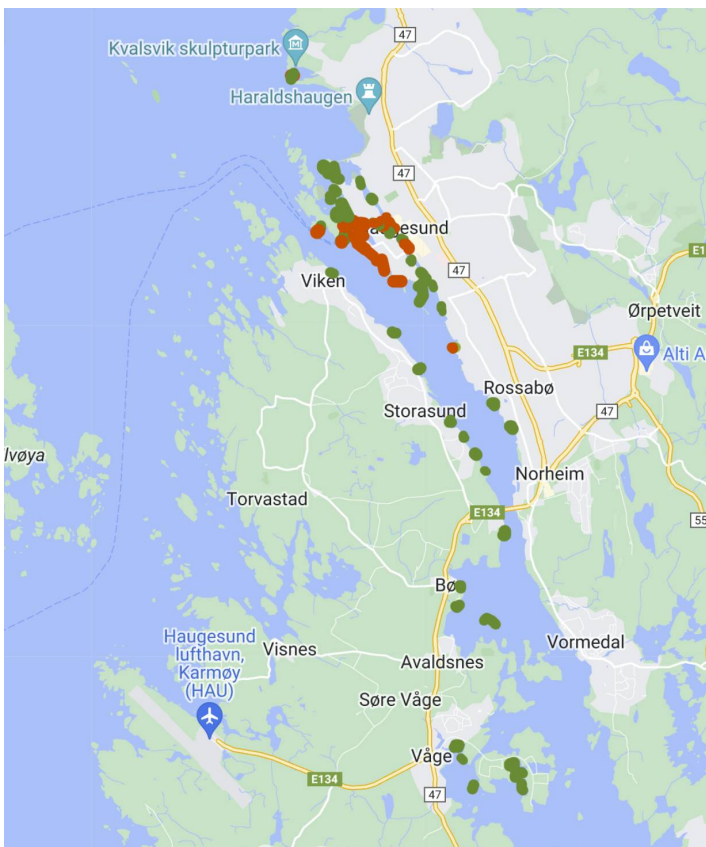 47
Kvalsvik skulpturpark
Haraldshaugen
47
augesund
47
E1
Viken
Ørpetveit
E134
Alti A
Rossabø
Storasund
47
lvøya
Norheim
Torvastad
E134
55
Bø
Haugesund
lufthavn,
Karmøy
(HAU)
Visnes
Vormedal
Avaldsnes
Søre Våge
Våge
E134
47